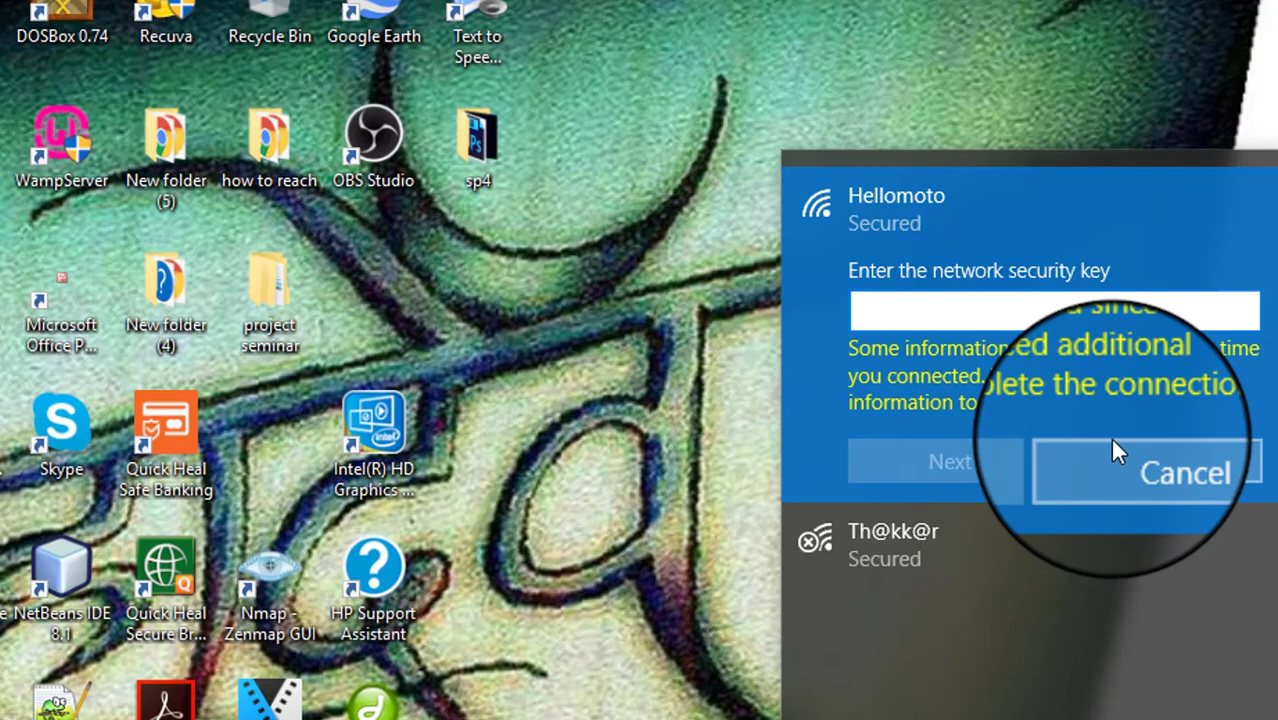 DOSBox 0.74
Recuva
Recycle Bin
Google Earth
Text to
Spee...
WampServer
New folder
(5)
how to reach
OBS Studio
sp4
Microsoft
Office P...
New folder
(4)
project
seminar
Skype
Quick Heal
Safe Banking
Intel(R) HD
Graphics ...
NetBeans IDE
8.1
Quick Heal
Secure Br...
Nmap -
Zenmap GUI
HP Support
Assistant
Hellomoto
Secured
Enter the network security key
Some information ed additional time
you connected. plete the connectio
information to
Next
Cancel
Th@kk@r
Secured